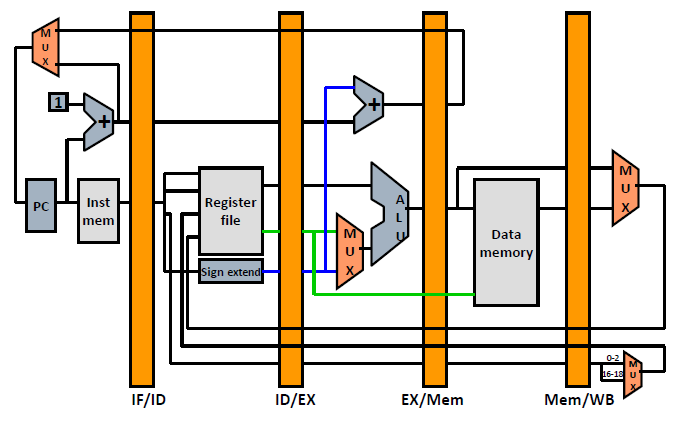 M
U
X
1
+
+
PC
Inst
mem
Register
file
Sign extend
M
U
X
A
L
U
Data
memory
M
U
X
0-2
16-18
M
U
X
IF/ID
ID/EX
EX/Mem
Mem/WB